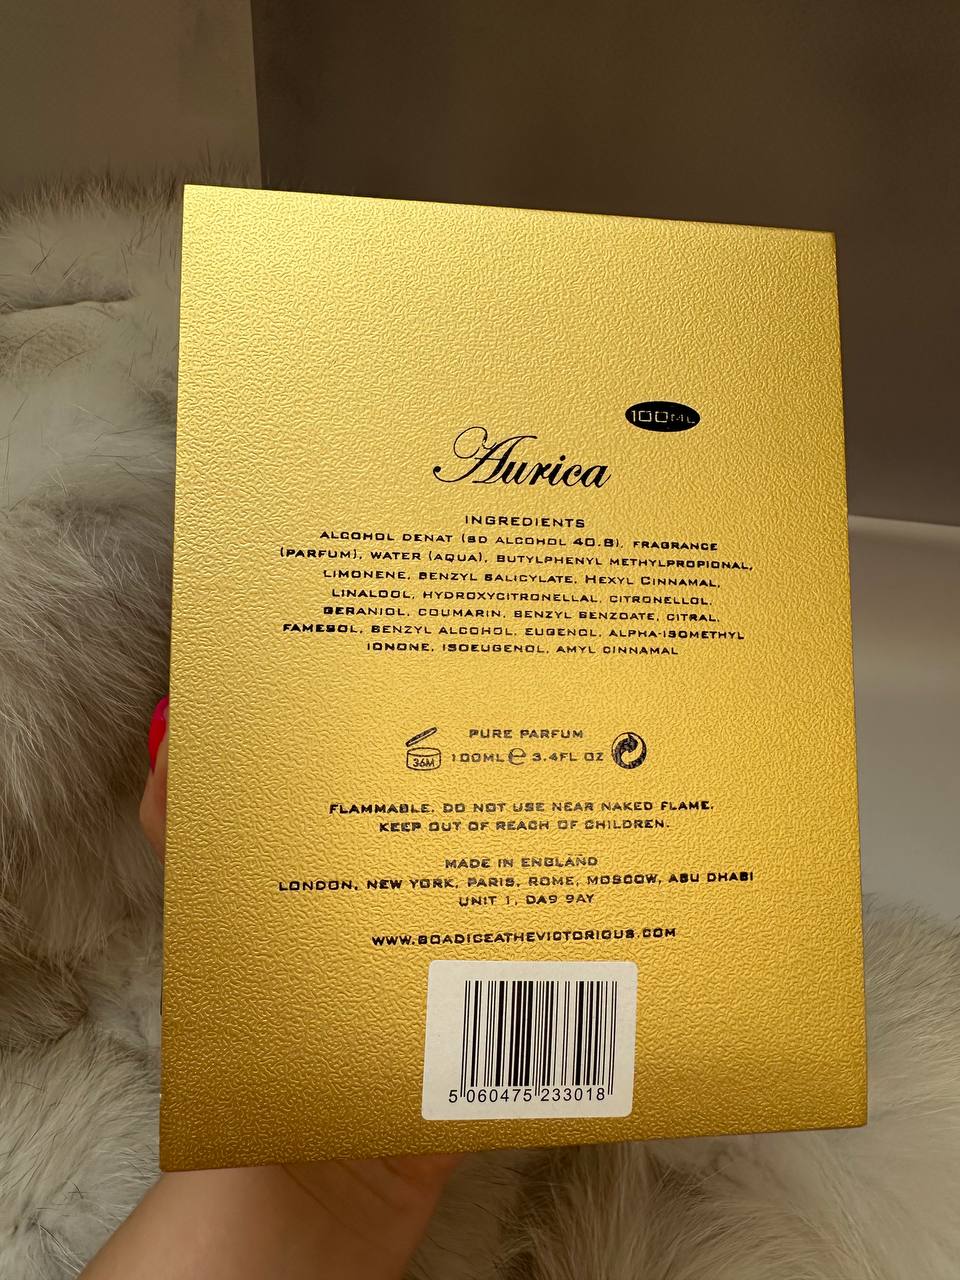 100ML
Aurica
INGREDIENTS
ALCOHOL DENAT (SD ALCOHOL 40.B), FRAGRANCE
(PARFUM), WATER (AQUA), BUTYLPHENYL METHYLPROPIONAL,
LIMONENE, BENZYL SALICYLATE, HEXYL CINNAMAL,
LINALOOL, HYDROXYCITRONELLAL, CITRONELLOL,
GERANIOL, COUMARIN, BENZYL BENZOATE, CITRAL,
FAMESOL, BENZYL ALCOHOL, EUGENOL, ALPHA-ISOMETHYL
IONONE, ISOEUGENOL, AMYL CINNAMAL
PURE PARFUM
36M 100ML e 3.4FL OZ
FLAMMABLE. DO NOT USE NEAR NAKED FLAME.
KEEP OUT OF REACH OF CHILDREN.
MADE IN ENGLAND
LONDON, NEW YORK, PARIS, ROME, MOSCOW, ABU DHABI
UNIT 1, DA9 9AY
WWW.BOADICEATHEVICTORIOUS.COM
5 060475 233018